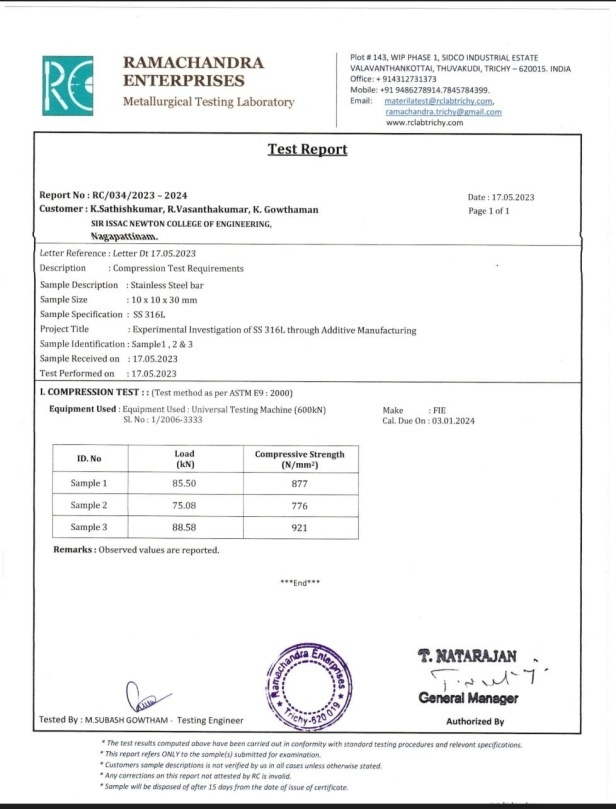 RC
RAMACHANDRA
ENTERPRISES
Metallurgical Testing Laboratory
Plot # 143, WIP PHASE 1, SIDCO INDUSTRIAL ESTATE
VALAVANTHANKOTTAI, THUVAKUDI, TRICHY – 620015. INDIA
Office: + 914312731373
Mobile: +91 9486278914.7845784399.
Email: materilatest@rclabtrichy.com,
ramachandra.trichy@gmail.com
www.rclabtrichy.com
Test Report
Report No : RC/034/2023 – 2024
Date : 17.05.2023
Customer : K.Sathishkumar, R.Vasanthakumar, K. Gowthaman
Page 1 of 1
SIR ISSAC NEWTON COLLEGE OF ENGINEERING,
Nagapattinam.
Letter Reference : Letter Dt 17.05.2023
Description : Compression Test Requirements
Sample Description : Stainless Steel bar
Sample Size : 10 x 10 x 30 mm
Sample Specification : SS 316L
Project Title : Experimental Investigation of SS 316L through Additive Manufacturing
Sample Identification : Sample1 , 2 & 3
Sample Received on : 17.05.2023
Test Performed on : 17.05.2023
I. COMPRESSION TEST : : (Test method as per ASTM E9 : 2000)
Equipment Used : Equipment Used : Universal Testing Machine (600kN) Make : FIE
Sl. No : 1/2006-3333 Cal. Due On : 03.01.2024
ID. No Load (kN) Compressive Strength (N/mm²)
Sample 1 85.50 877
Sample 2 75.08 776
Sample 3 88.58 921
Remarks : Observed values are reported.
***End***
Ramachandra Enterprises
Trichy-620 019
T. NATARAJAN
General Manager
Tested By : M.SUBASH GOWTHAM - Testing Engineer
Authorized By
* The test results computed above have been carried out in conformity with standard testing procedures and relevant specifications.
* This report refers ONLY to the sample(s) submitted for examination.
* Customers sample descriptions is not verified by us in all cases unless otherwise stated.
* Any corrections on this report not attested by RC is invalid.
* Sample will be disposed of after 15 days from the date of issue of certificate.